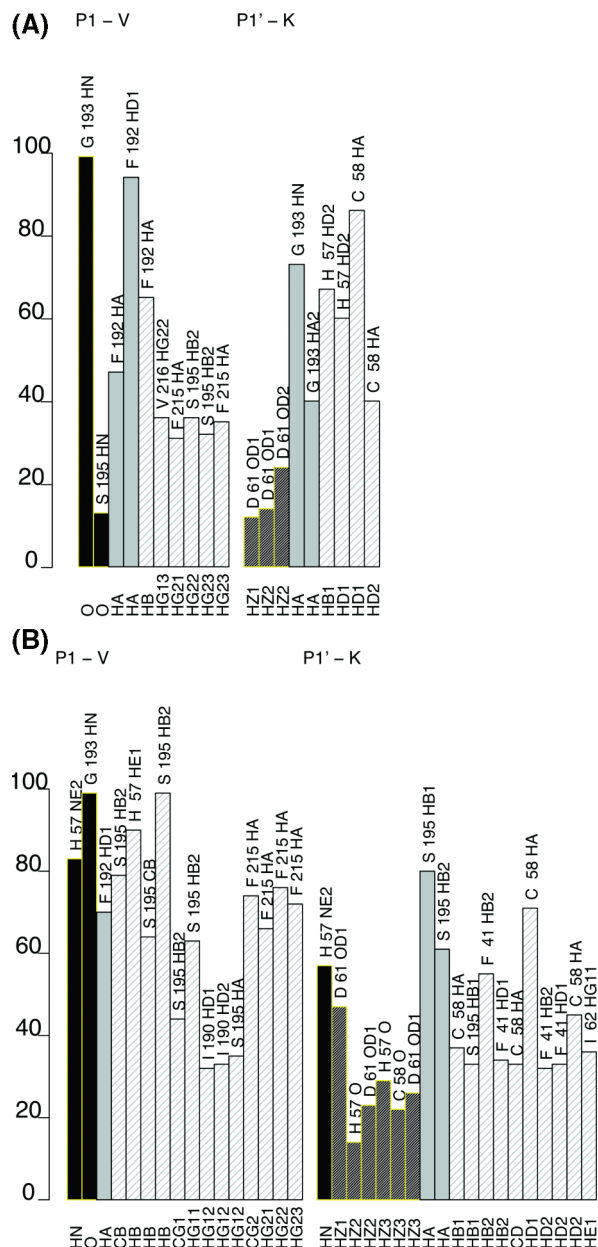 (A) P1 – V P1' – K
G 193 HN
S 195 HN
F 192 HA
F 192 HD1
F 192 HA
V 216 HG22
F 215 HA
S 195 HB2
S 195 HB2
F 215 HA
D 61 OD1
D 61 OD1
D 61 OD2
G 193 HN
G 193 HA2
H 57 HD2
H 57 HD2
C 58 HA
C 58 HA
100
80
60
40
20
0
O O HA HA HB HG13 HG21 HG22 HG23 HG23 HZ1 HZ2 HZ2 HA HA HB1 HD1 HD1 HD2
(B)
P1 – V P1' – K
H 57 NE2
G 193 HN
F 192 HD1
S 195 HB2
H 57 HE1
S 195 CB
S 195 HB2
S 195 HB2
S 195 HB2
I 190 HD1
I 190 HD2
S 195 HA
F 215 HA
F 215 HA
F 215 HA
F 215 HA
H 57 NE2
D 61 OD1
H 57 O
D 61 OD1
H 57 O
C 58 O
D 61 OD1
S 195 HB1
S 195 HB2
C 58 HA
S 195 HB1
F 41 HB2
F 41 HD1
C 58 HA
C 58 HA
F 41 HB2
F 41 HD1
C 58 HA
I 62 HG11
100
80
60
40
20
0
HN O HA CB HB HB HB CG1 HG11 HG12 HG12 HG12 CG2 HG21 HG22 HG23 HN HZ1 HZ2 HZ2 HZ3 HZ3 HZ3 HA HA HB1 HB1 HB2 HB2 CD HD1 HD2 HD2 HD2 HE1